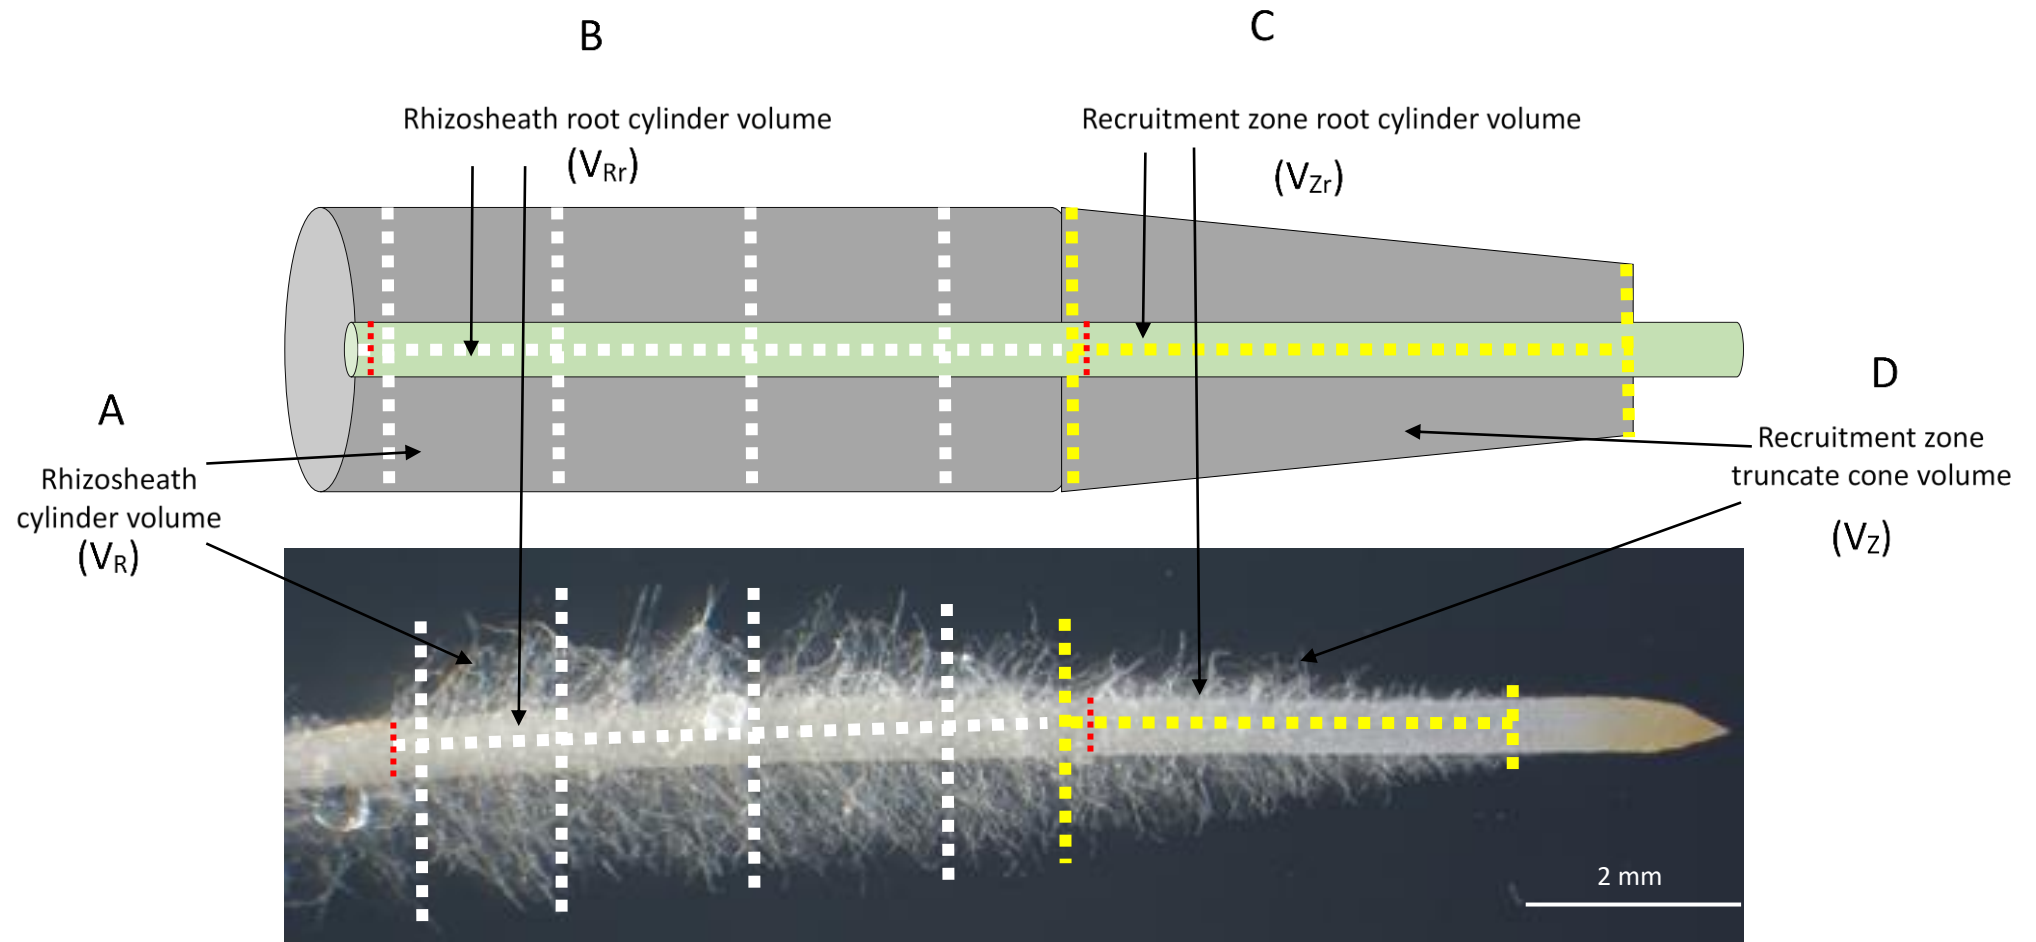 B
C
Rhizosheath root cylinder volume
(VRr)
Recruitment zone root cylinder volume
(VZr)
A
Rhizosheath
cylinder volume
(VR)
D
Recruitment zone
truncate cone volume
(VZ)
2 mm